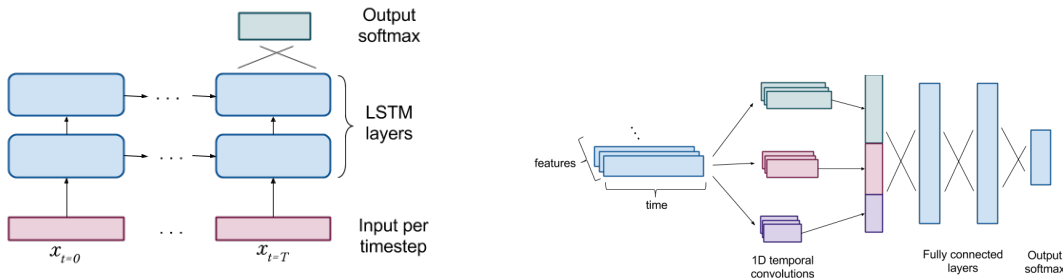 Output
softmax
. . .
. . .
LSTM
layers
. . .
Input per
timestep
x_{t=0}
x_{t=T}
. . .
features
time
1D temporal
convolutions
Fully connected
layers
Output
softmax